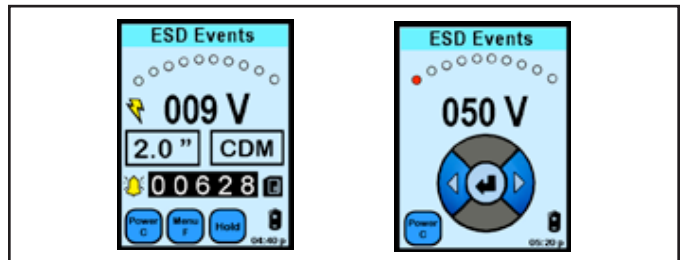 ESD Events
009 V
2.0 ” CDM
00628
Power C Menu F Hold
04:40 p
ESD Events
050 V
Power C
05:20 p